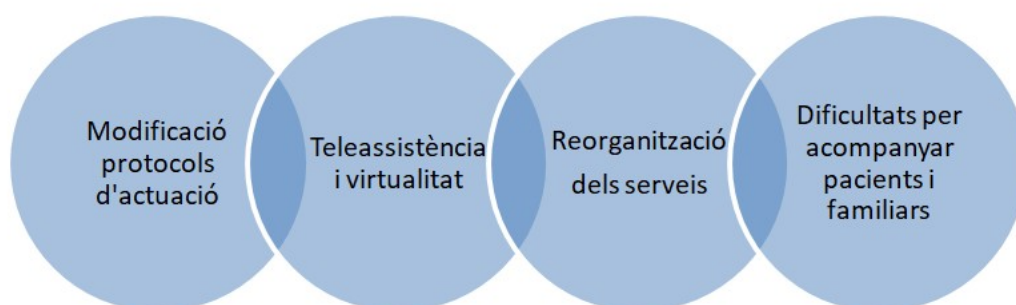 Modificació
protocols
d'actuació
Teleassistència
i virtualitat
Reorganització
dels serveis
Dificultats per
acompanyar
pacients i
familiars